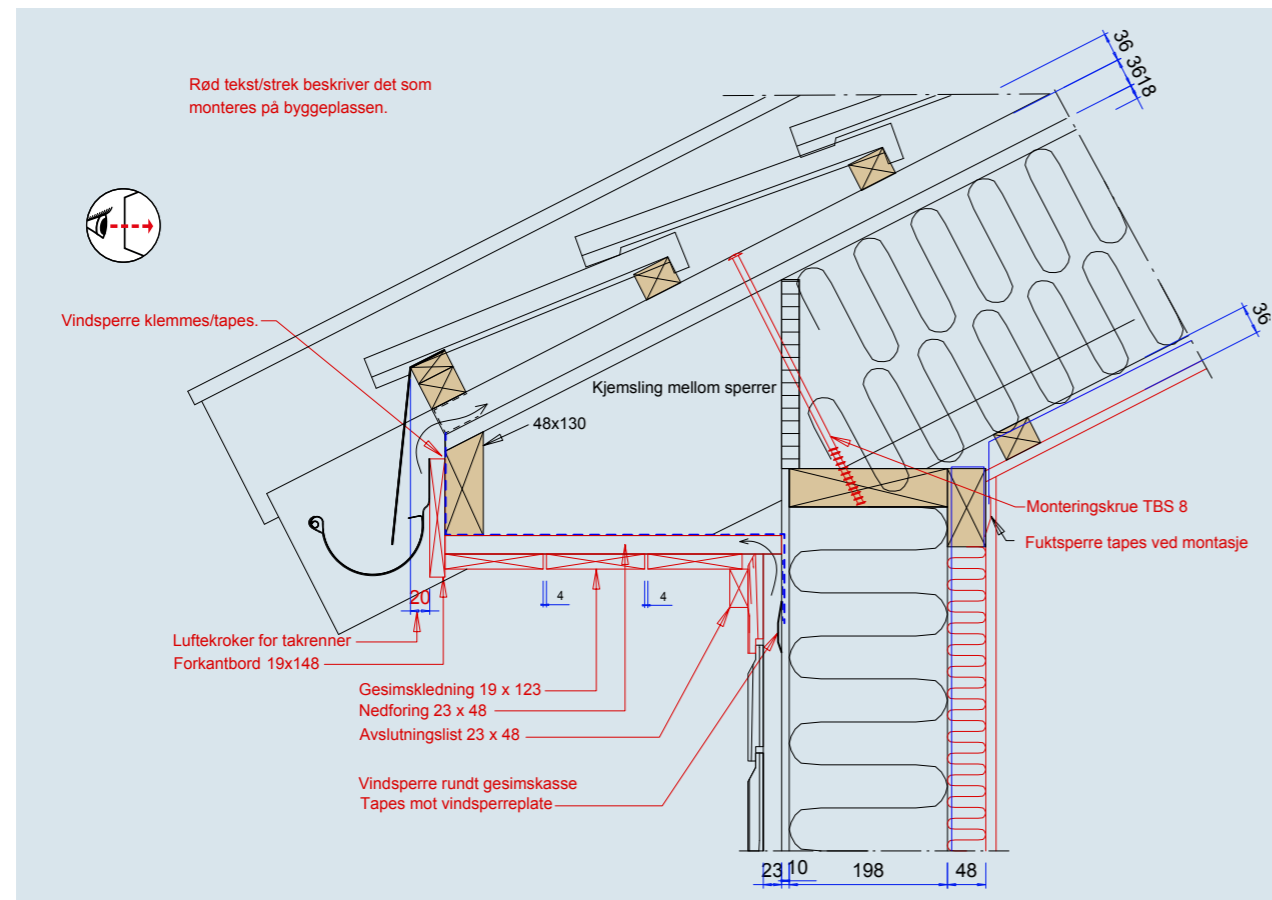 Rød tekst/strek beskriver det som
monteres på byggeplassen.
36
36
18
Vindsperre klemmes/tapes.
36
Kjemsling mellom sperrer
48x130
Monteringskrue TBS 8
Fuktsperre tapes ved montasje
20
4
4
Luftekroker for takrenner
Forkantbord 19x148
Gesimskledning 19 x 123
Nedforing 23 x 48
Avslutningslist 23 x 48
Vindsperre rundt gesimskasse
Tapes mot vindsperreplate
23
10
198
48